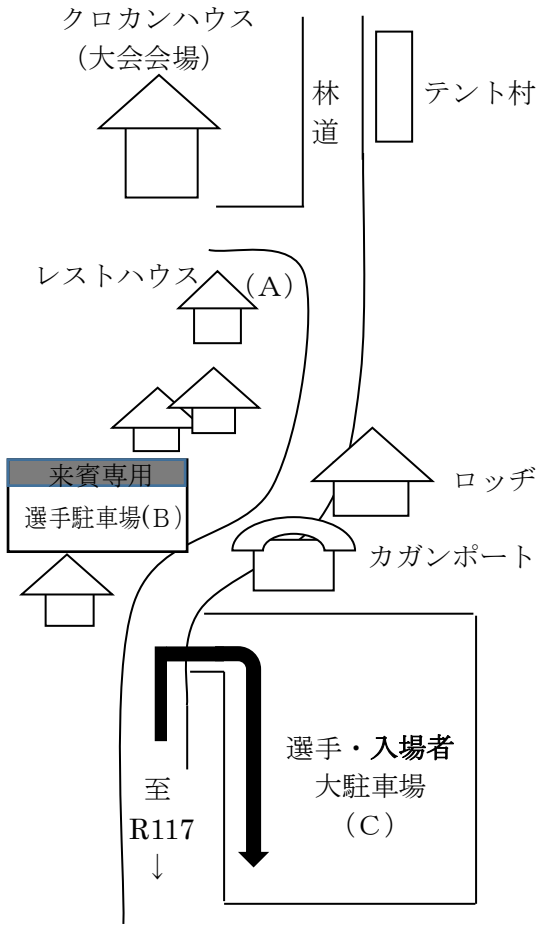 クロカンハウス
(大会会場)
林
道
テント村
レストハウス
(A)
来賓専用
選手駐車場(B)
ロッヂ
カガンポート
選手・入場者
大駐車場
(C)
至
R117
↓